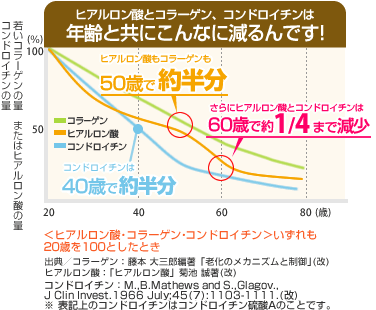 ヒアルロン酸とコラーゲン、コンドロイチンは
年齢と共にこんなに減るんです!
若いコラーゲンの量 またはヒアルロン酸の量
コンドロイチンの量
(%)
100
50
ヒアルロン酸もコラーゲンも
50歳で約半分
さらにヒアルロン酸とコンドロイチンは
60歳で約1/4まで減少
コラーゲン
ヒアルロン酸
コンドロイチン
コンドロイチンは
40歳で約半分
20 40 60 80 (歳)
<ヒアルロン酸・コラーゲン・コンドロイチン>いずれも
20歳を100としたとき
出典/コラーゲン:藤本 大三郎編著「老化のメカニズムと制御」(改)
ヒアルロン酸:「ヒアルロン酸」菊池 誠著(改)
コンドロイチン:M.,B.Mathews and S.,Glagov.,
J Clin Invest.1966 July;45(7):1103-1111.(改)
※ 表記上のコンドロイチンはコンドロイチン硫酸Aのことです。